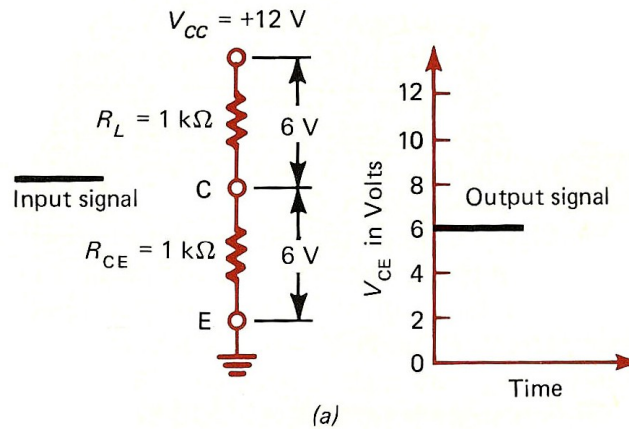 V_CC = +12 V
R_L = 1 kΩ
6 V
Input signal
C
R_CE = 1 kΩ
6 V
E
V_CE in Volts
12
10
8
6
4
2
0
Output signal
Time
(a)